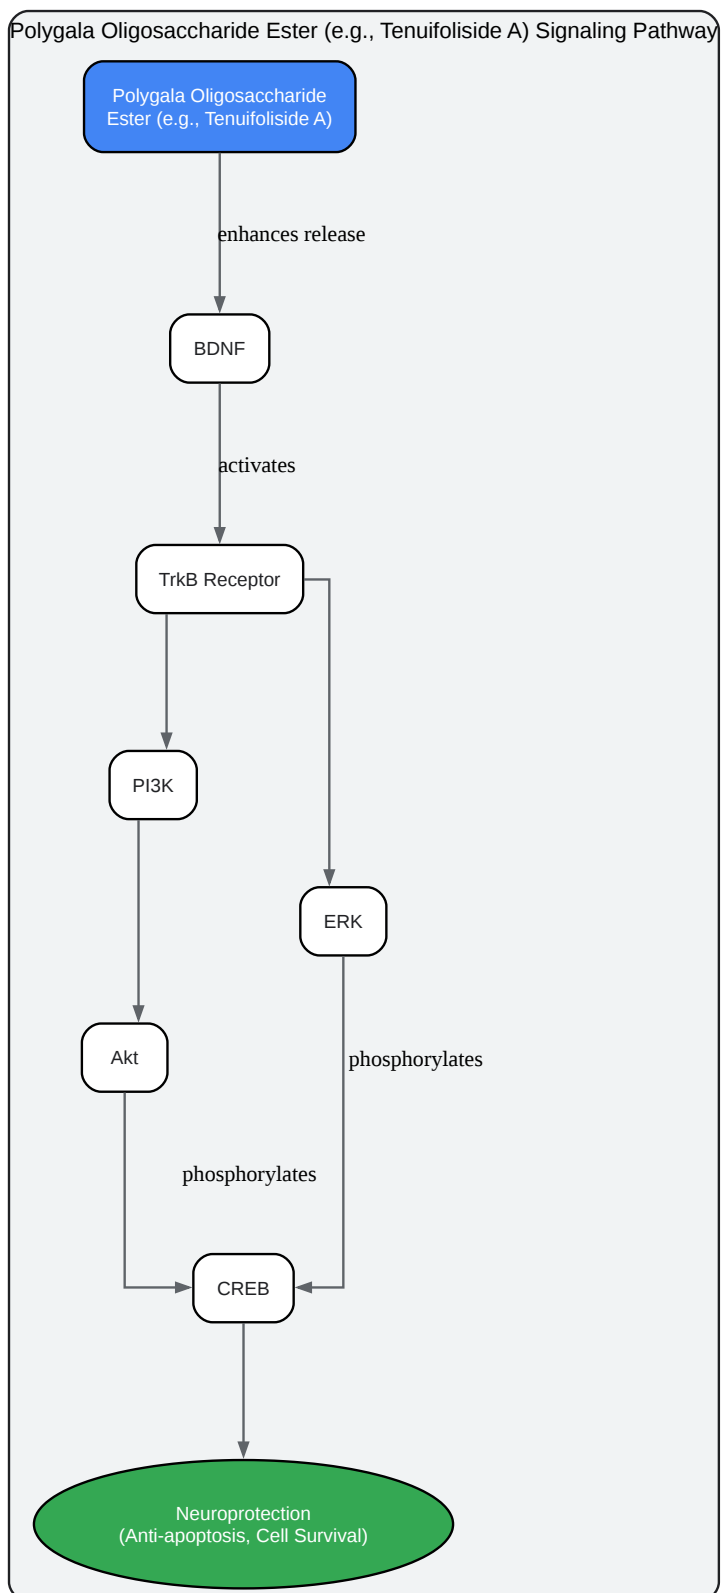 Polygala Oligosaccharide Ester (e.g., Tenuifoliside A) Signaling Pathway
Polygala Oligosaccharide
Ester (e.g., Tenuifoliside A)
enhances release
BDNF
activates
TrkB Receptor
PI3K
ERK
Akt
phosphorylates
phosphorylates
CREB
Neuroprotection
(Anti-apoptosis, Cell Survival)